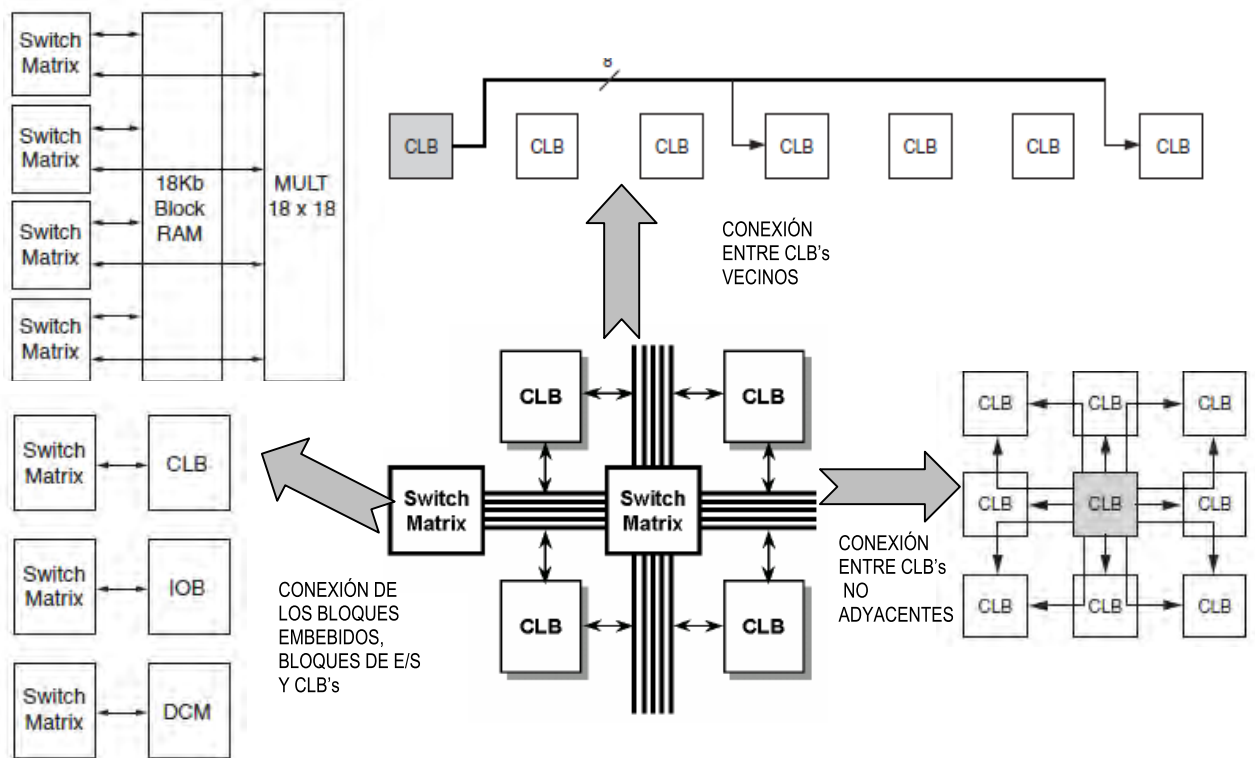 Switch
Matrix
Switch
Matrix
Switch
Matrix
Switch
Matrix
18Kb
Block
RAM
MULT
18 x 18
8
CLB
CLB
CLB
CLB
CLB
CLB
CLB
CONEXIÓN
ENTRE CLB's
VECINOS
CLB
CLB
Switch
Matrix
Switch
Matrix
CLB
CLB
Switch
Matrix
CLB
Switch
Matrix
IOB
Switch
Matrix
DCM
CONEXIÓN DE
LOS BLOQUES
EMBEBIDOS,
BLOQUES DE E/S
Y CLB's
CONEXIÓN
ENTRE CLB's
NO
ADYACENTES
CLB
CLB
CLB
CLB
CLB
CLB
CLB
CLB
CLB